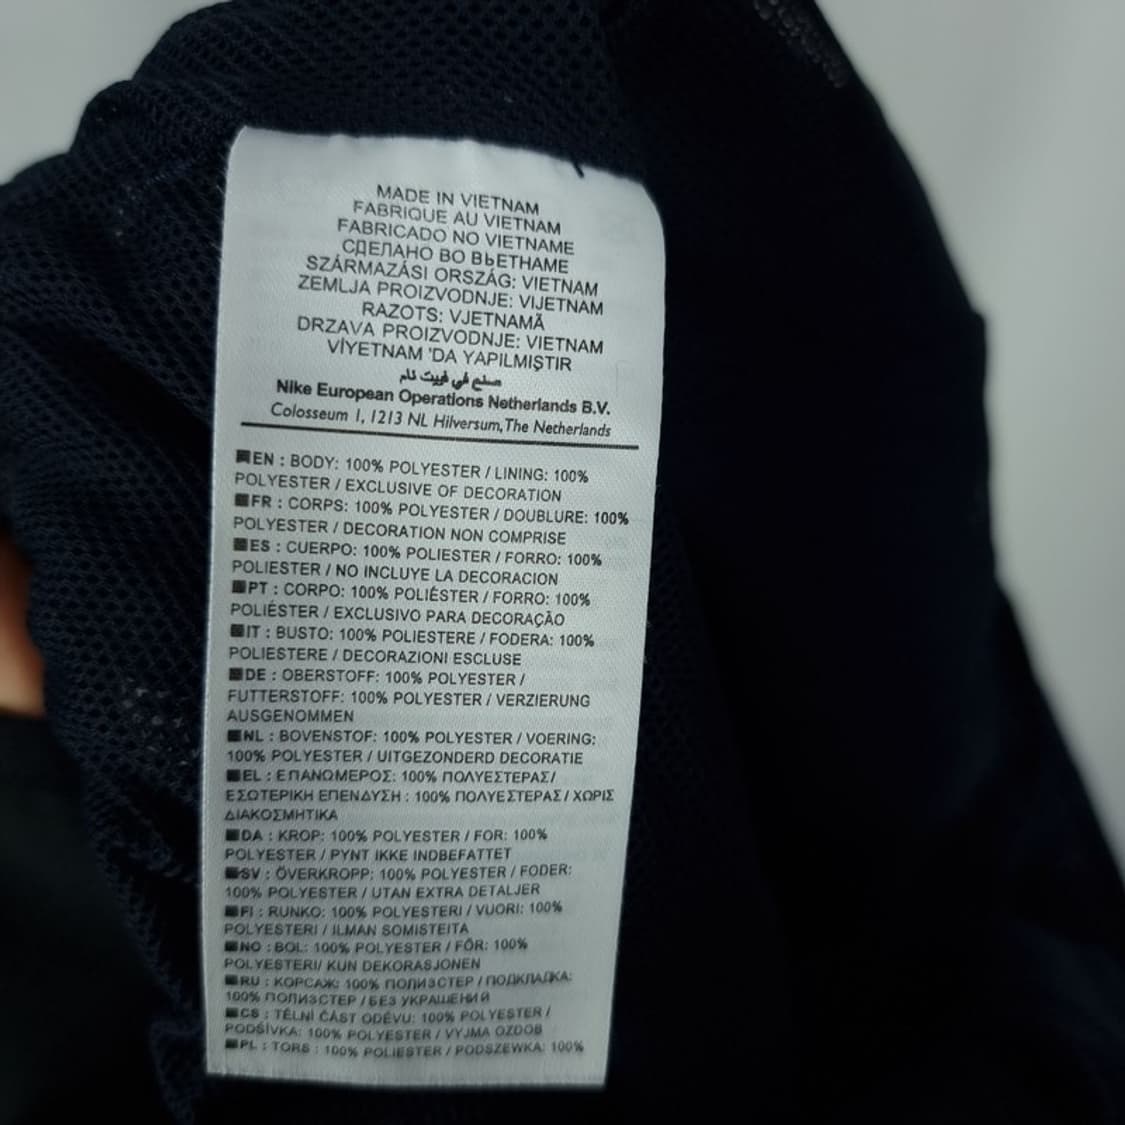 MADE IN VIETNAM
FABRIQUE AU VIETNAM
FABRICADO NO VIETNAME
СДЕЛАНО ВО ВЬЕТНАМЕ
SZÁRMAZÁSI ORSZÁG: VIETNAM
ZEMLJA PROIZVODNJE: VIJETNAM
RAZOTS: VJETNAMĀ
DRZAVA PROIZVODNJE: VIETNAM
VİYETNAM 'DA YAPILMIŞTIR
صنع في فييت نام
Nike European Operations Netherlands B.V.
Colosseum 1, 1213 NL Hilversum, The Netherlands
EN : BODY: 100% POLYESTER / LINING: 100%
POLYESTER / EXCLUSIVE OF DECORATION
FR : CORPS: 100% POLYESTER / DOUBLURE: 100%
POLYESTER / DECORATION NON COMPRISE
ES : CUERPO: 100% POLIESTER / FORRO: 100%
POLIESTER / NO INCLUYE LA DECORACION
PT : CORPO: 100% POLIÉSTER / FORRO: 100%
POLIÉSTER / EXCLUSIVO PARA DECORAÇÃO
IT : BUSTO: 100% POLIESTERE / FODERA: 100%
POLIESTERE / DECORAZIONI ESCLUSE
DE : OBERSTOFF: 100% POLYESTER /
FUTTERSTOFF: 100% POLYESTER / VERZIERUNG
AUSGENOMMEN
NL : BOVENSTOF: 100% POLYESTER / VOERING:
100% POLYESTER / UITGEZONDERD DECORATIE
EL : ΕΠΑΝΩΜΕΡΟΣ: 100% ΠΟΛΥΕΣΤΕΡΑΣ/
ΕΣΩΤΕΡΙΚΗ ΕΠΕΝΔΥΣΗ : 100% ΠΟΛΥΕΣΤΕΡΑΣ / ΧΩΡΙΣ
ΔΙΑΚΟΣΜΗΤΙΚΑ
DA : KROP: 100% POLYESTER / FOR: 100%
POLYESTER / PYNT IKKE INDBEFATTET
SV : ÖVERKROPP: 100% POLYESTER / FODER:
100% POLYESTER / UTAN EXTRA DETALJER
FI : RUNKO: 100% POLYESTERI / VUORI: 100%
POLYESTERI / ILMAN SOMISTEITA
NO : BOL: 100% POLYESTER / FÔR: 100%
POLYESTERI/ KUN DEKORASJONEN
RU : КОРСАЖ: 100% ПОЛИЭСТЕР / ПОДКЛАДКА:
100% ПОЛИЭСТЕР / БЕЗ УКРАШЕНИЙ
CS : TĚLNÍ ČÁST ODĚVU: 100% POLYESTER /
PODŠÍVKA: 100% POLYESTER / VYJMA OZDOB
PL : TORS : 100% POLIESTER / PODSZEWKA: 100%